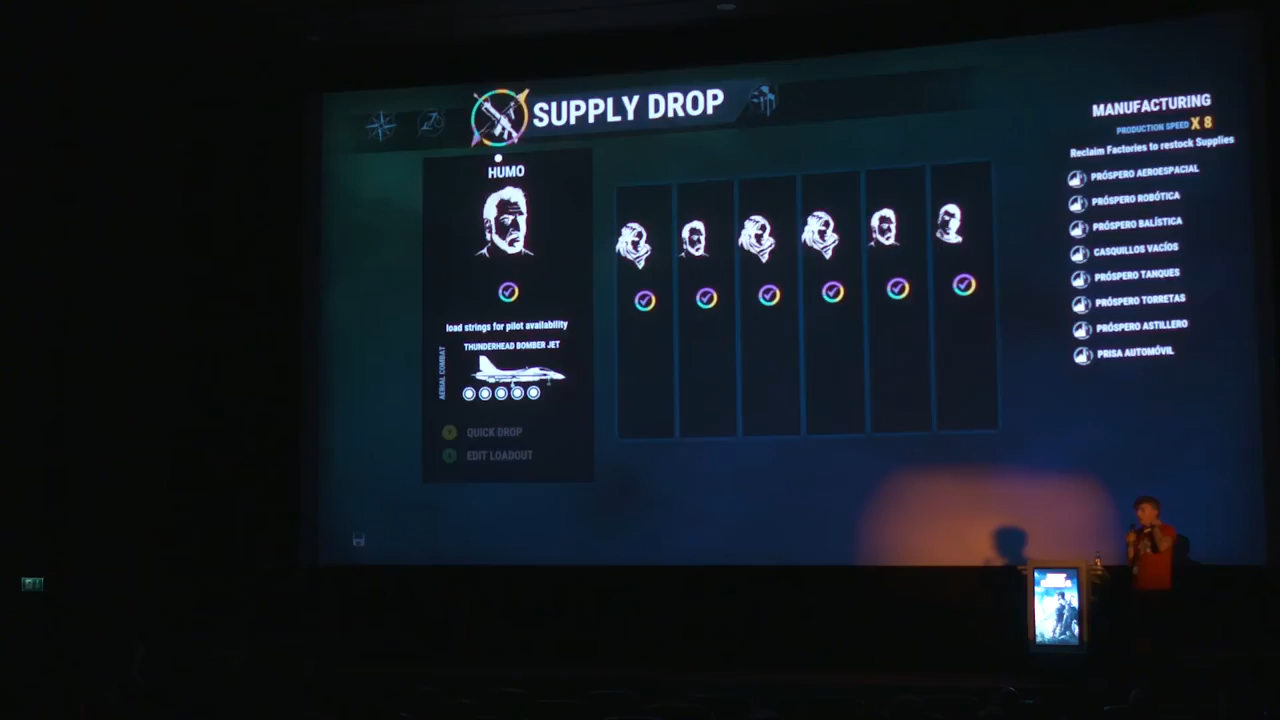 SUPPLY DROP
HUMO
load strings for pilot availability
THUNDERHEAD BOMBER JET
AERIAL COMBAT
Y QUICK DROP
EDIT LOADOUT
MANUFACTURING
PRODUCTION SPEED X 8
Reclaim Factories to restock Supplies
PRÓSPERO AEROESPACIAL
PRÓSPERO ROBÓTICA
PRÓSPERO BALÍSTICA
CASQUILLOS VACÍOS
PRÓSPERO TANQUES
PRÓSPERO TORRETAS
PRÓSPERO ASTILLERO
PRISA AUTOMÓVIL